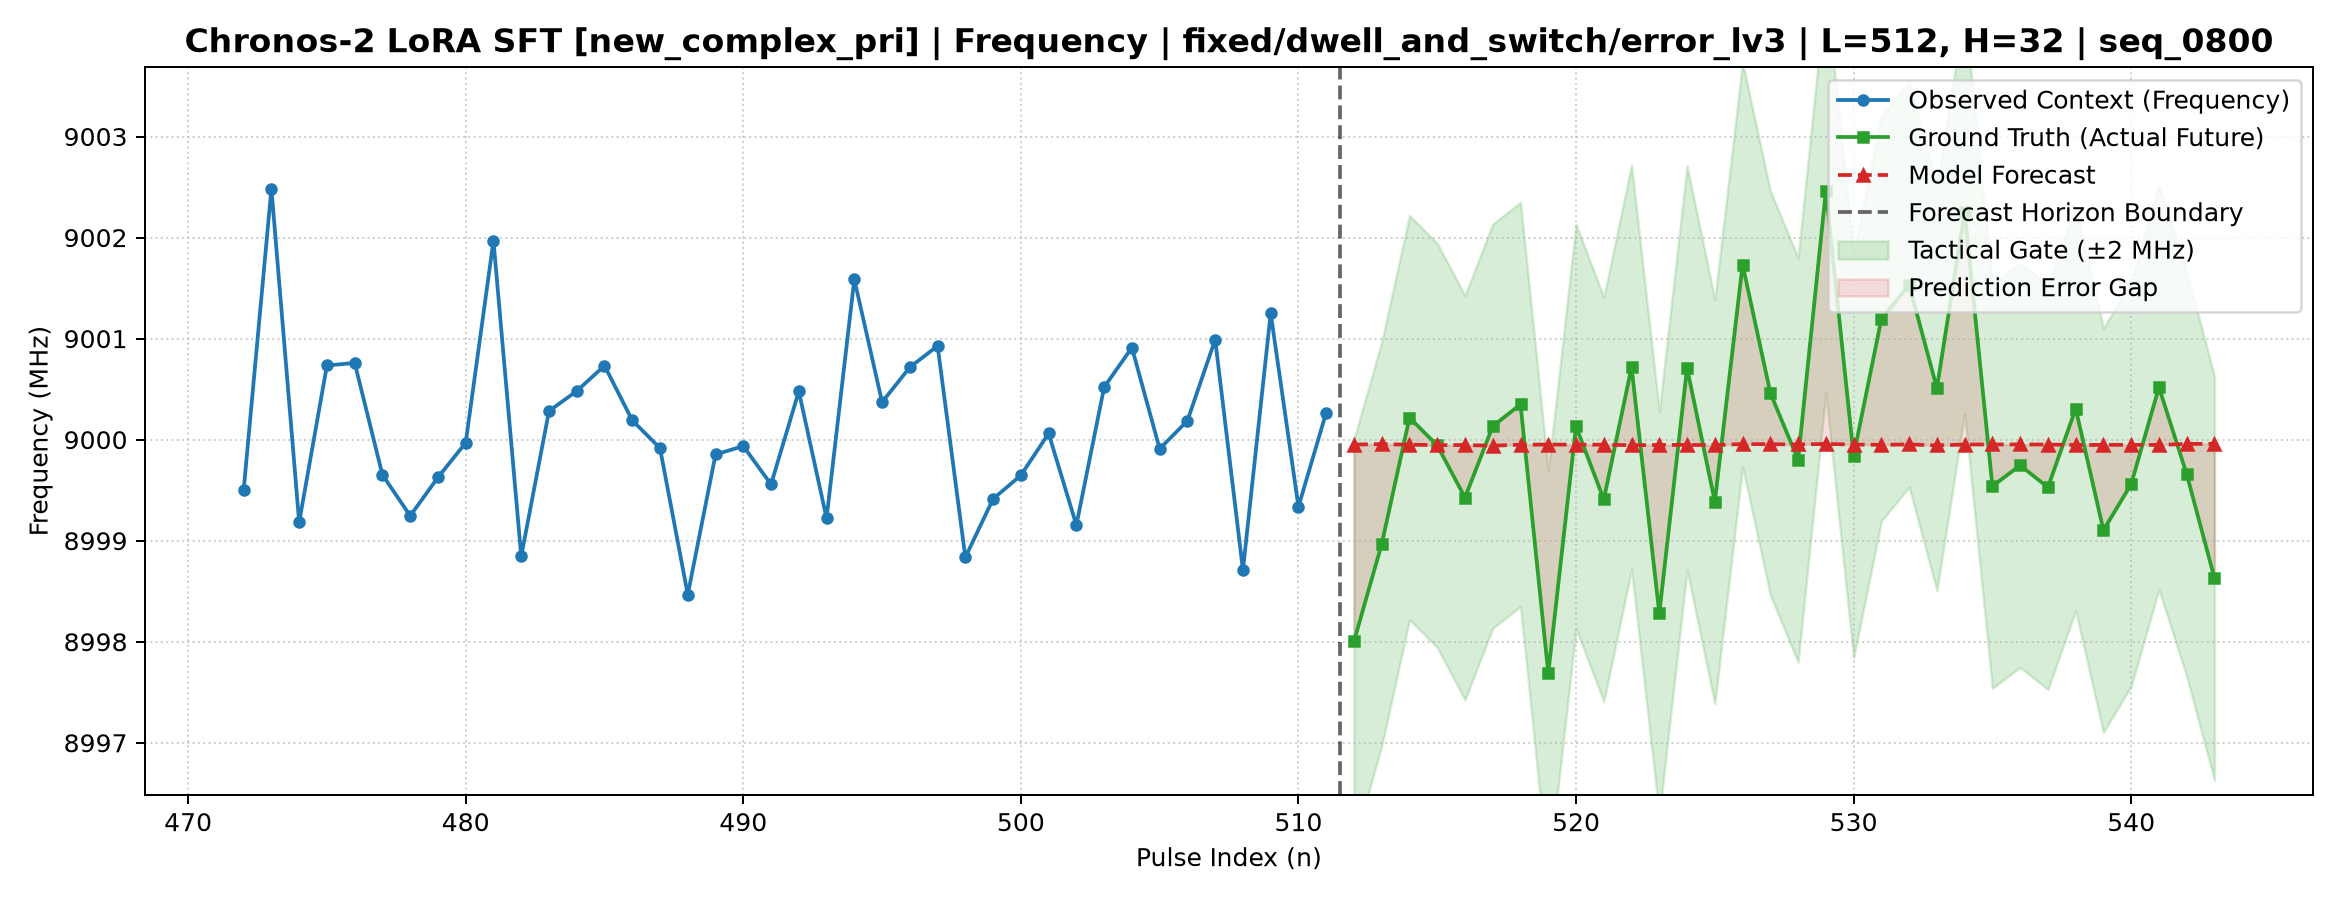 Chronos-2 LoRA SFT [new_complex_pri] | Frequency | fixed/dwell_and_switch/error_lv3 | L=512, H=32 | seq_0800
Observed Context (Frequency)
Ground Truth (Actual Future)
Model Forecast
Forecast Horizon Boundary
Tactical Gate (±2 MHz)
Prediction Error Gap
Frequency (MHz)
9003
9002
9001
9000
8999
8998
8997
470 480 490 500 510 520 530 540
Pulse Index (n)